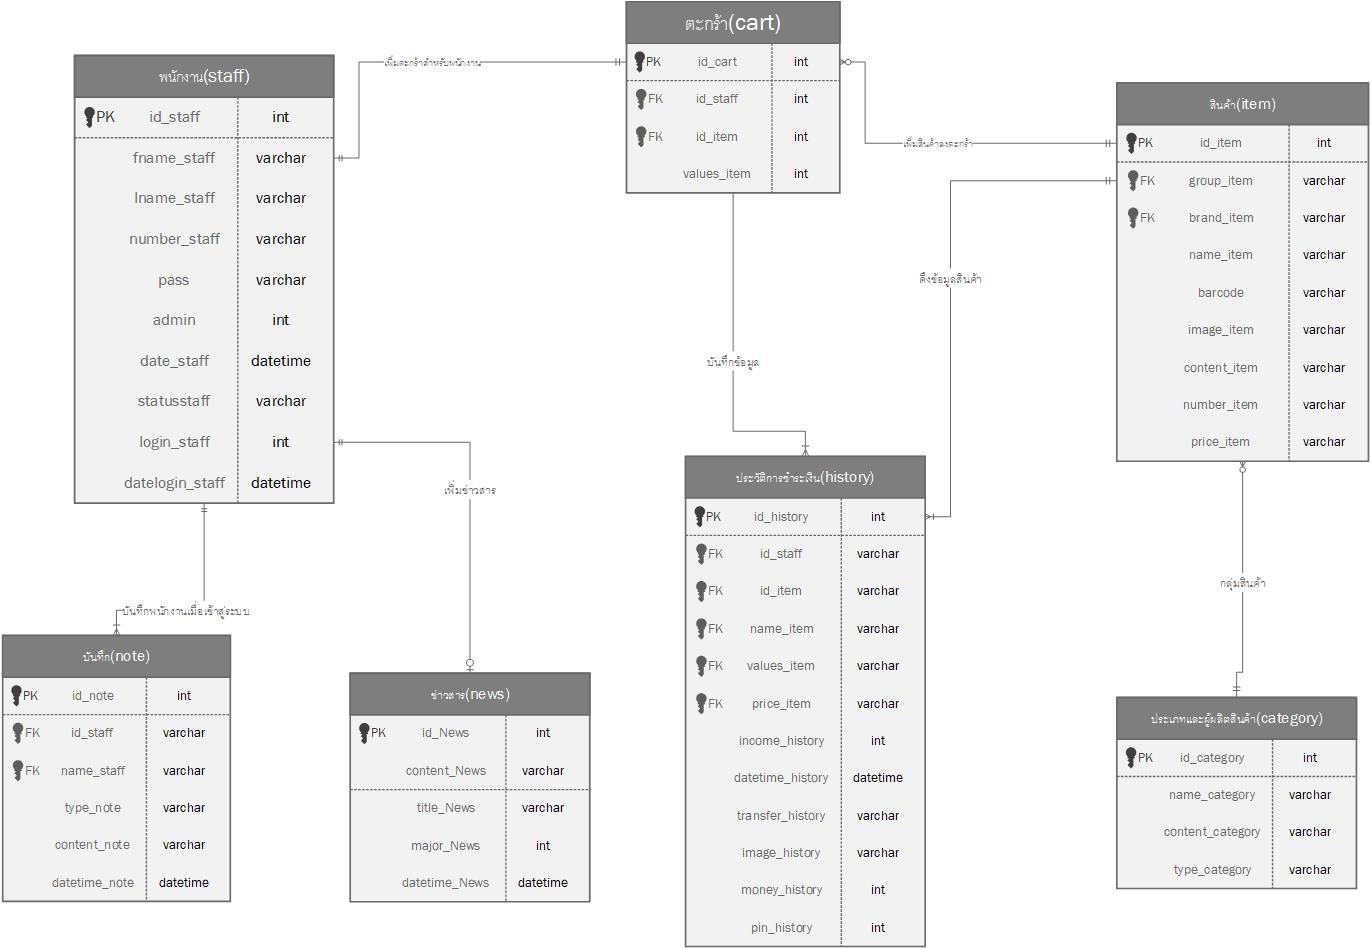 ตะกร้า(cart)
PK id_cart int
FK id_staff int
FK id_item int
values_item int
พนักงาน(staff)
PK id_staff int
fname_staff varchar
lname_staff varchar
number_staff varchar
pass varchar
admin int
date_staff datetime
statusstaff varchar
login_staff int
datelogin_staff datetime
เพิ่มตะกร้าสำหรับพนักงาน
สินค้า(item)
PK id_item int
FK group_item varchar
FK brand_item varchar
name_item varchar
barcode varchar
image_item varchar
content_item varchar
number_item varchar
price_item varchar
เพิ่มสินค้าลงตะกร้า
ดึงข้อมูลสินค้า
บันทึกข้อมูล
เพิ่มข่าวสาร
บันทึกพนักงานเมื่อเข้าสู่ระบบ
กลุ่มสินค้า
ประวัติการชำระเงิน(history)
PK id_history int
FK id_staff varchar
FK id_item varchar
FK name_item varchar
FK values_item varchar
FK price_item varchar
income_history int
datetime_history datetime
transfer_history varchar
image_history varchar
money_history int
pin_history int
บันทึก(note)
PK id_note int
FK id_staff varchar
FK name_staff varchar
type_note varchar
content_note varchar
datetime_note datetime
ข่าวสาร(news)
PK id_News int
content_News varchar
title_News varchar
major_News int
datetime_News datetime
ประเภทและผู้ผลิตสินค้า(category)
PK id_category int
name_category varchar
content_category varchar
type_category varchar